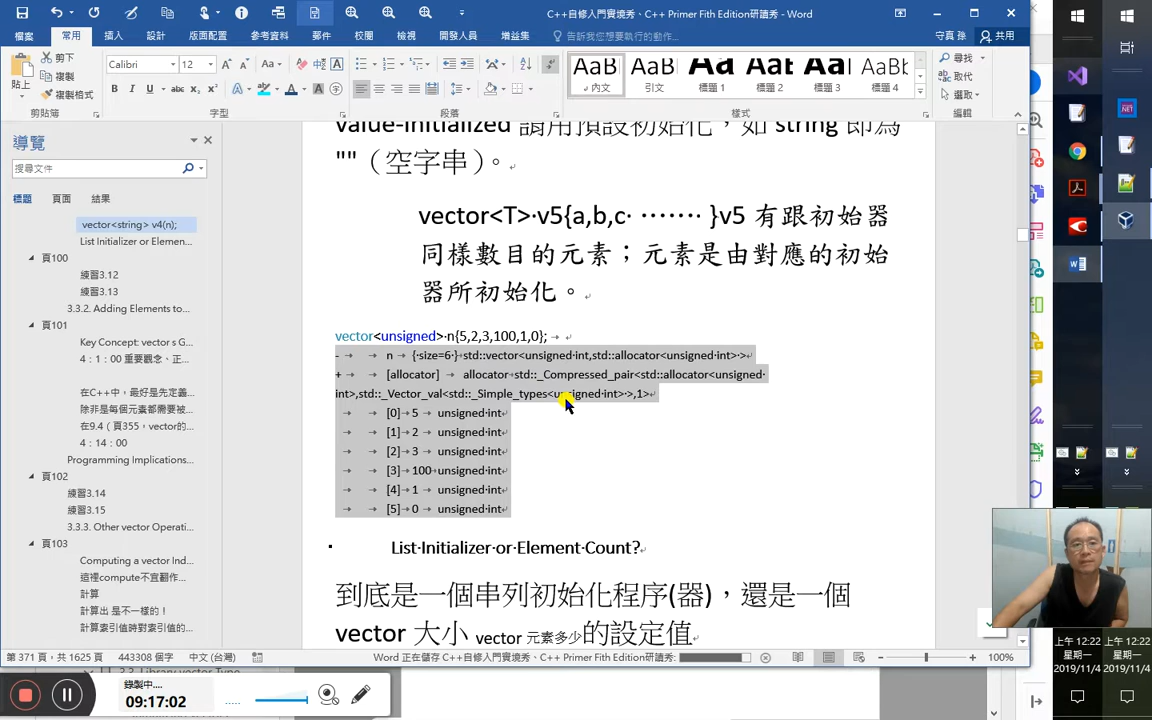 C++自修入門實境秀、C++ Primer Fith Edition研讀秀 - Word
檔案 常用 插入 設計 版面配置 參考資料 郵件 校閱 檢視 開發人員 增益集 告訴我您想要執行的動作... 守真 孫 共用
貼上 剪下 複製 複製格式 剪貼簿
Calibri 12 字型 段落
AaB AaBb AaB AaBb AaB AaBb
內文 引文 標題 1 標題 2 標題 3 標題 4 樣式
尋找 取代 選取 編輯
導覽
搜尋文件
標題 頁面 結果
vector<string> v4(n);
List Initializer or Elemen...
頁100
練習3.12
練習3.13
3.3.2. Adding Elements to...
頁101
Key Concept: vector s G...
4：1：00 重要觀念、正...
在C++中，最好是先定義...
除非是每個元素都需要相...
在9.4（頁355，vector的...
4：14：00
Programming Implications...
頁102
練習3.14
練習3.15
3.3.3. Other vector Operati...
頁103
Computing a vector Ind...
這裡compute不宜翻作...
計算
計算出 是不一樣的！
計算索引值時對索引值的...
value-initialized 謂用預設初始化，如 string 即為
""（空字串）。
vector<T> v5{a,b,c ······· }v5 有跟初始器
同樣數目的元素；元素是由對應的初始
器所初始化。
vector<unsigned> n{5,2,3,100,1,0};
- n { size=6 } std::vector<unsigned int,std::allocator<unsigned int> >
+ [allocator] allocator std::_Compressed_pair<std::allocator<unsigned
int>,std::_Vector_val<std::_Simple_types<unsigned int> >,1>
[0] 5 unsigned int
[1] 2 unsigned int
[2] 3 unsigned int
[3] 100 unsigned int
[4] 1 unsigned int
[5] 0 unsigned int
List Initializer or Element Count?
到底是一個串列初始化程序(器)，還是一個
vector 大小 vector 元素多少的設定值
第 371 頁，共 1625 頁 443308 個字 中文 (台灣) Word 正在儲存 C++自修入門實境秀、C++ Primer Fith Edition研讀秀: 100%
錄製中...
09:17:02
上午 12:22
星期一
2019/11/4
上午 12:22
星期一
2019/11/4